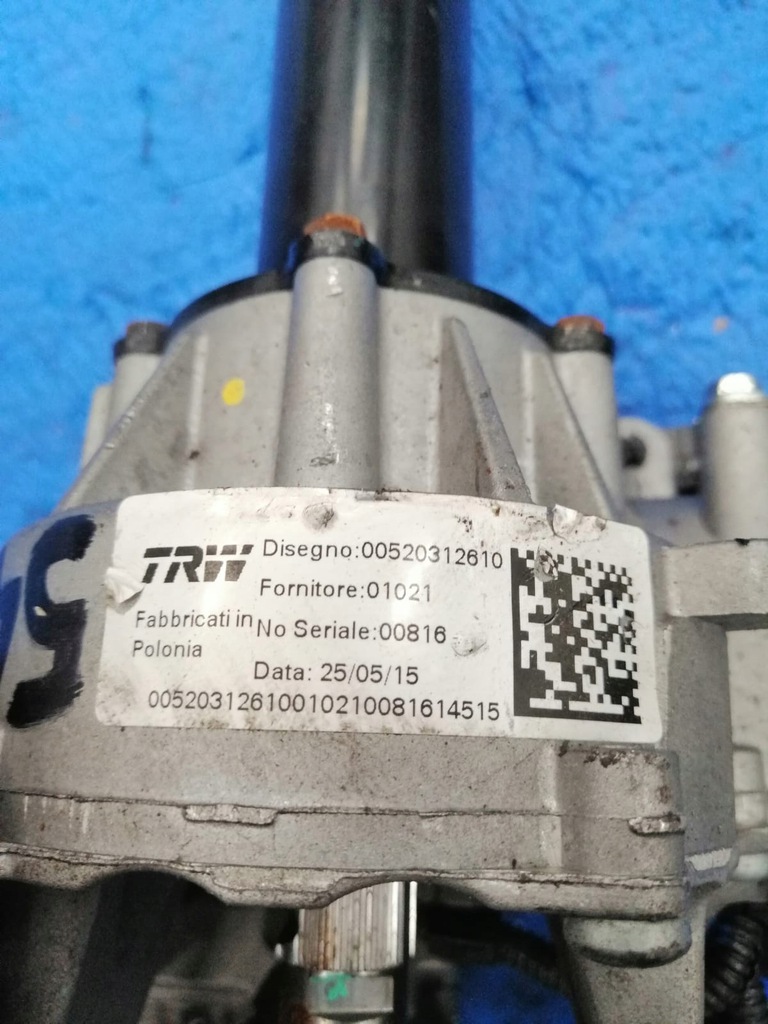 TRW Disegno:00520312610
Fornitore:01021
Fabbricati in No Seriale:00816
Polonia
Data: 25/05/15
00520312610010210081614515